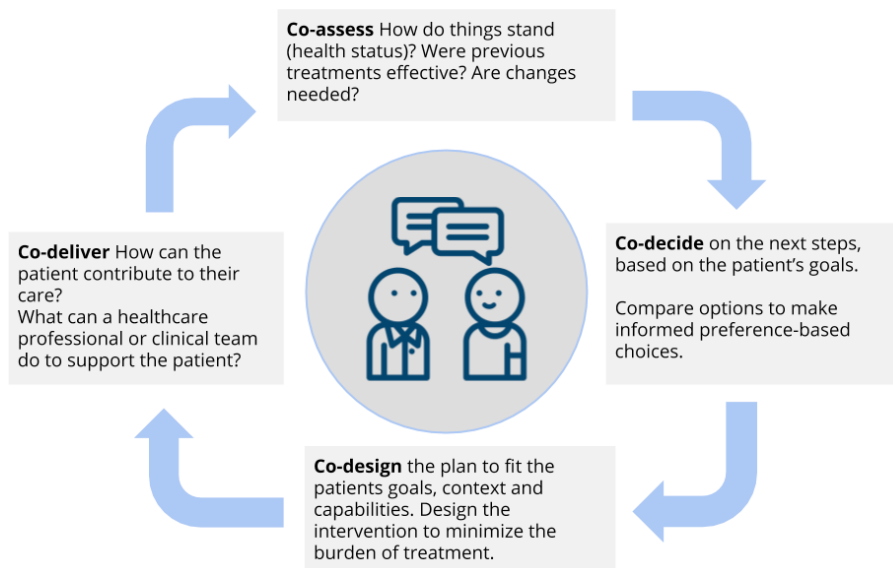 Co-assess How do things stand
(health status)? Were previous
treatments effective? Are changes
needed?
Co-decide on the next steps,
based on the patient's goals.
Compare options to make
informed preference-based
choices.
Co-design the plan to fit the
patients goals, context and
capabilities. Design the
intervention to minimize the
burden of treatment.
Co-deliver How can the
patient contribute to their
care?
What can a healthcare
professional or clinical team
do to support the patient?